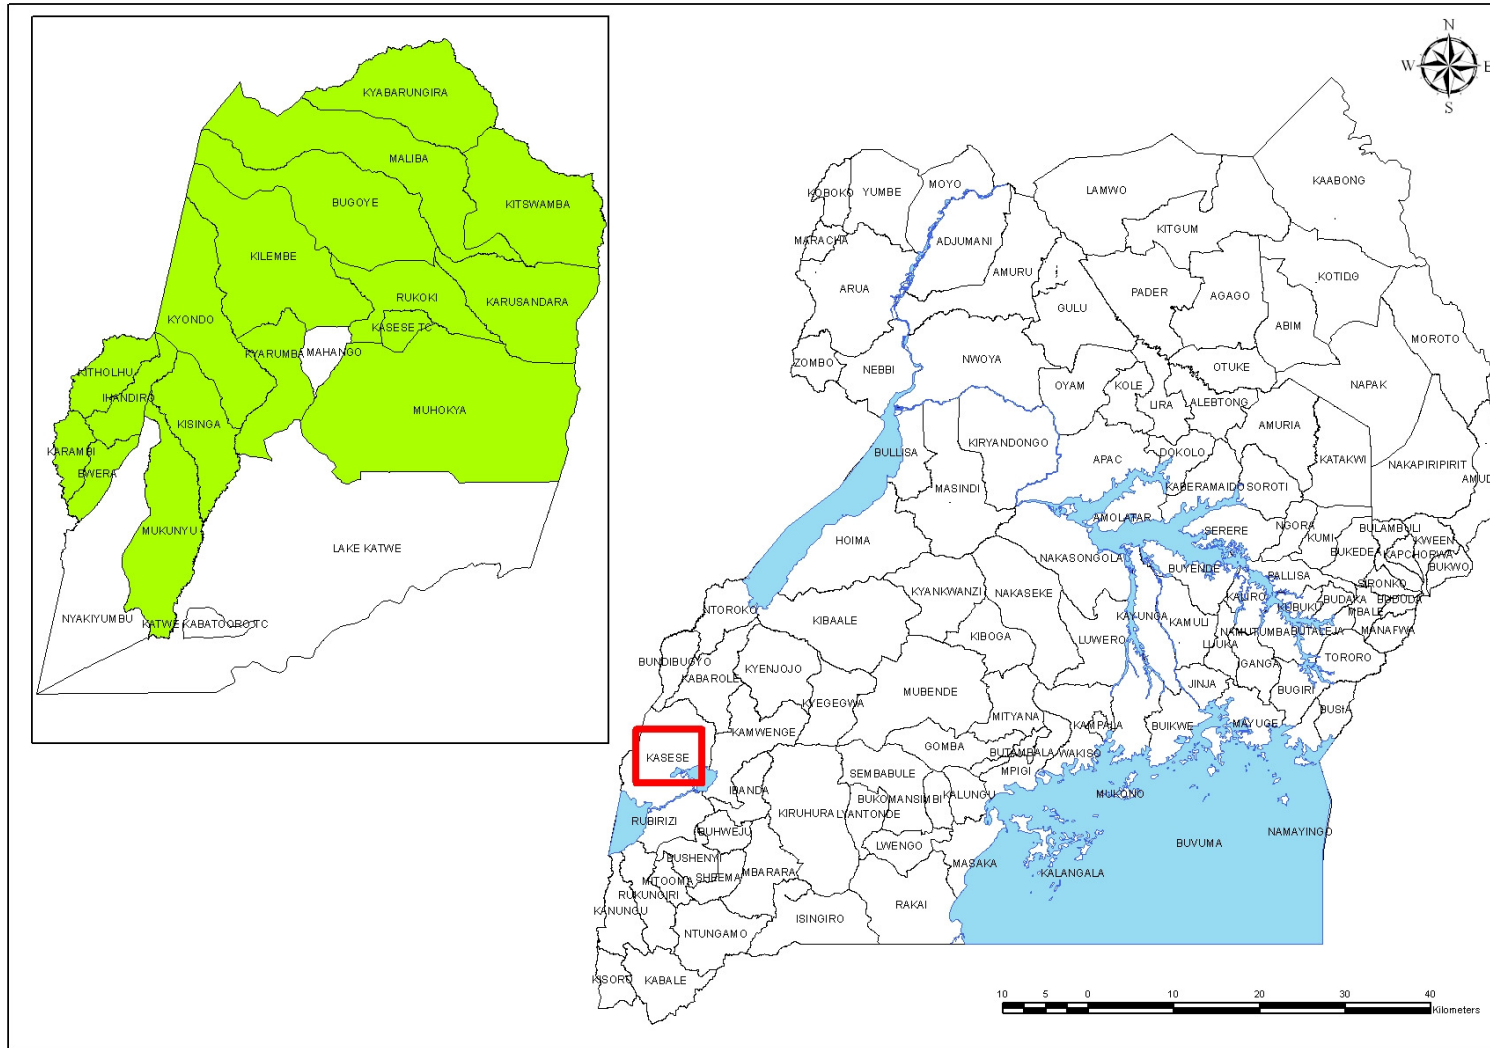 KYABARUNGIRA
MALIBA
BUGOYE
KITSWAMBA
KILEMBE
RUKOKI
KARUSANDARA
KYONDO
KASESE TC
KYARUMBA
MAHANGO
KITHOLHU
IHANDIRO
MUHOKYA
KISINGA
KARAMBI
BWERA
MUKUNYU
LAKE KATWE
NYAKIYUMBU
KATWE
KABATOORO TC
N
W
E
S
KOBOKO
YUMBE
MOYO
LAMWO
KAABONG
MARACHA
ADJUMANI
KITGUM
AMURU
KOTIDO
ARUA
PADER
AGAGO
GULU
ABIM
MOROTO
ZOMBO
NEBBI
NWOYA
OTUKE
OYAM
KOLE
NAPAK
LIRA
ALEBTONG
AMURIA
KIRYANDONGO
BULLISA
APAC
DOKOLO
KATAKWI
NAKAPIRIPIRIT
AMUD
MASINDI
KABERAMAIDO
SOROTI
AMOLATAR
SERERE
NGORA
BULAMBULI
HOIMA
KUMI
KWEEN
BUKEDEA
KAPCHORWA
NAKASONGOLA
BUYENDE
BUKWO
PALLISA
SIRONKO
KYANKWANZI
NAKASEKE
KALIRO
KIBUKU
BUDAKA
BUDUDA
NTOROKO
KAYUNGA
KAMULI
MBALE
KIBAALE
KIBOGA
LUWERO
NAMUTUMBA
BUTALEJA
MANAFWA
LUUKA
BUNDIBUGYO
KYENJOJO
IGANGA
TORORO
KABAROLE
MUBENDE
JINJA
BUGIRI
KYEGEGWA
MITYANA
BUSIA
KAMWENGE
KAMPALA
BUIKWE
MAYUGE
GOMBA
BUTAMBALA
WAKISO
KASESE
MPIGI
SEMBABULE
IBANDA
BUKOMANSIMBI
KALUNGU
MUKONO
KIRUHURA
LYANTONDE
RUBIRIZI
BUHWEJU
LWENGO
NAMAYINGO
BUVUMA
BUSHENYI
MASAKA
MITOOMA
SHEEMA
MBARARA
KALANGALA
RUKUNGIRI
KANUNGU
RAKAI
ISINGIRO
NTUNGAMO
KISORO
KABALE
10
5
0
10
20
30
40
Kilometers